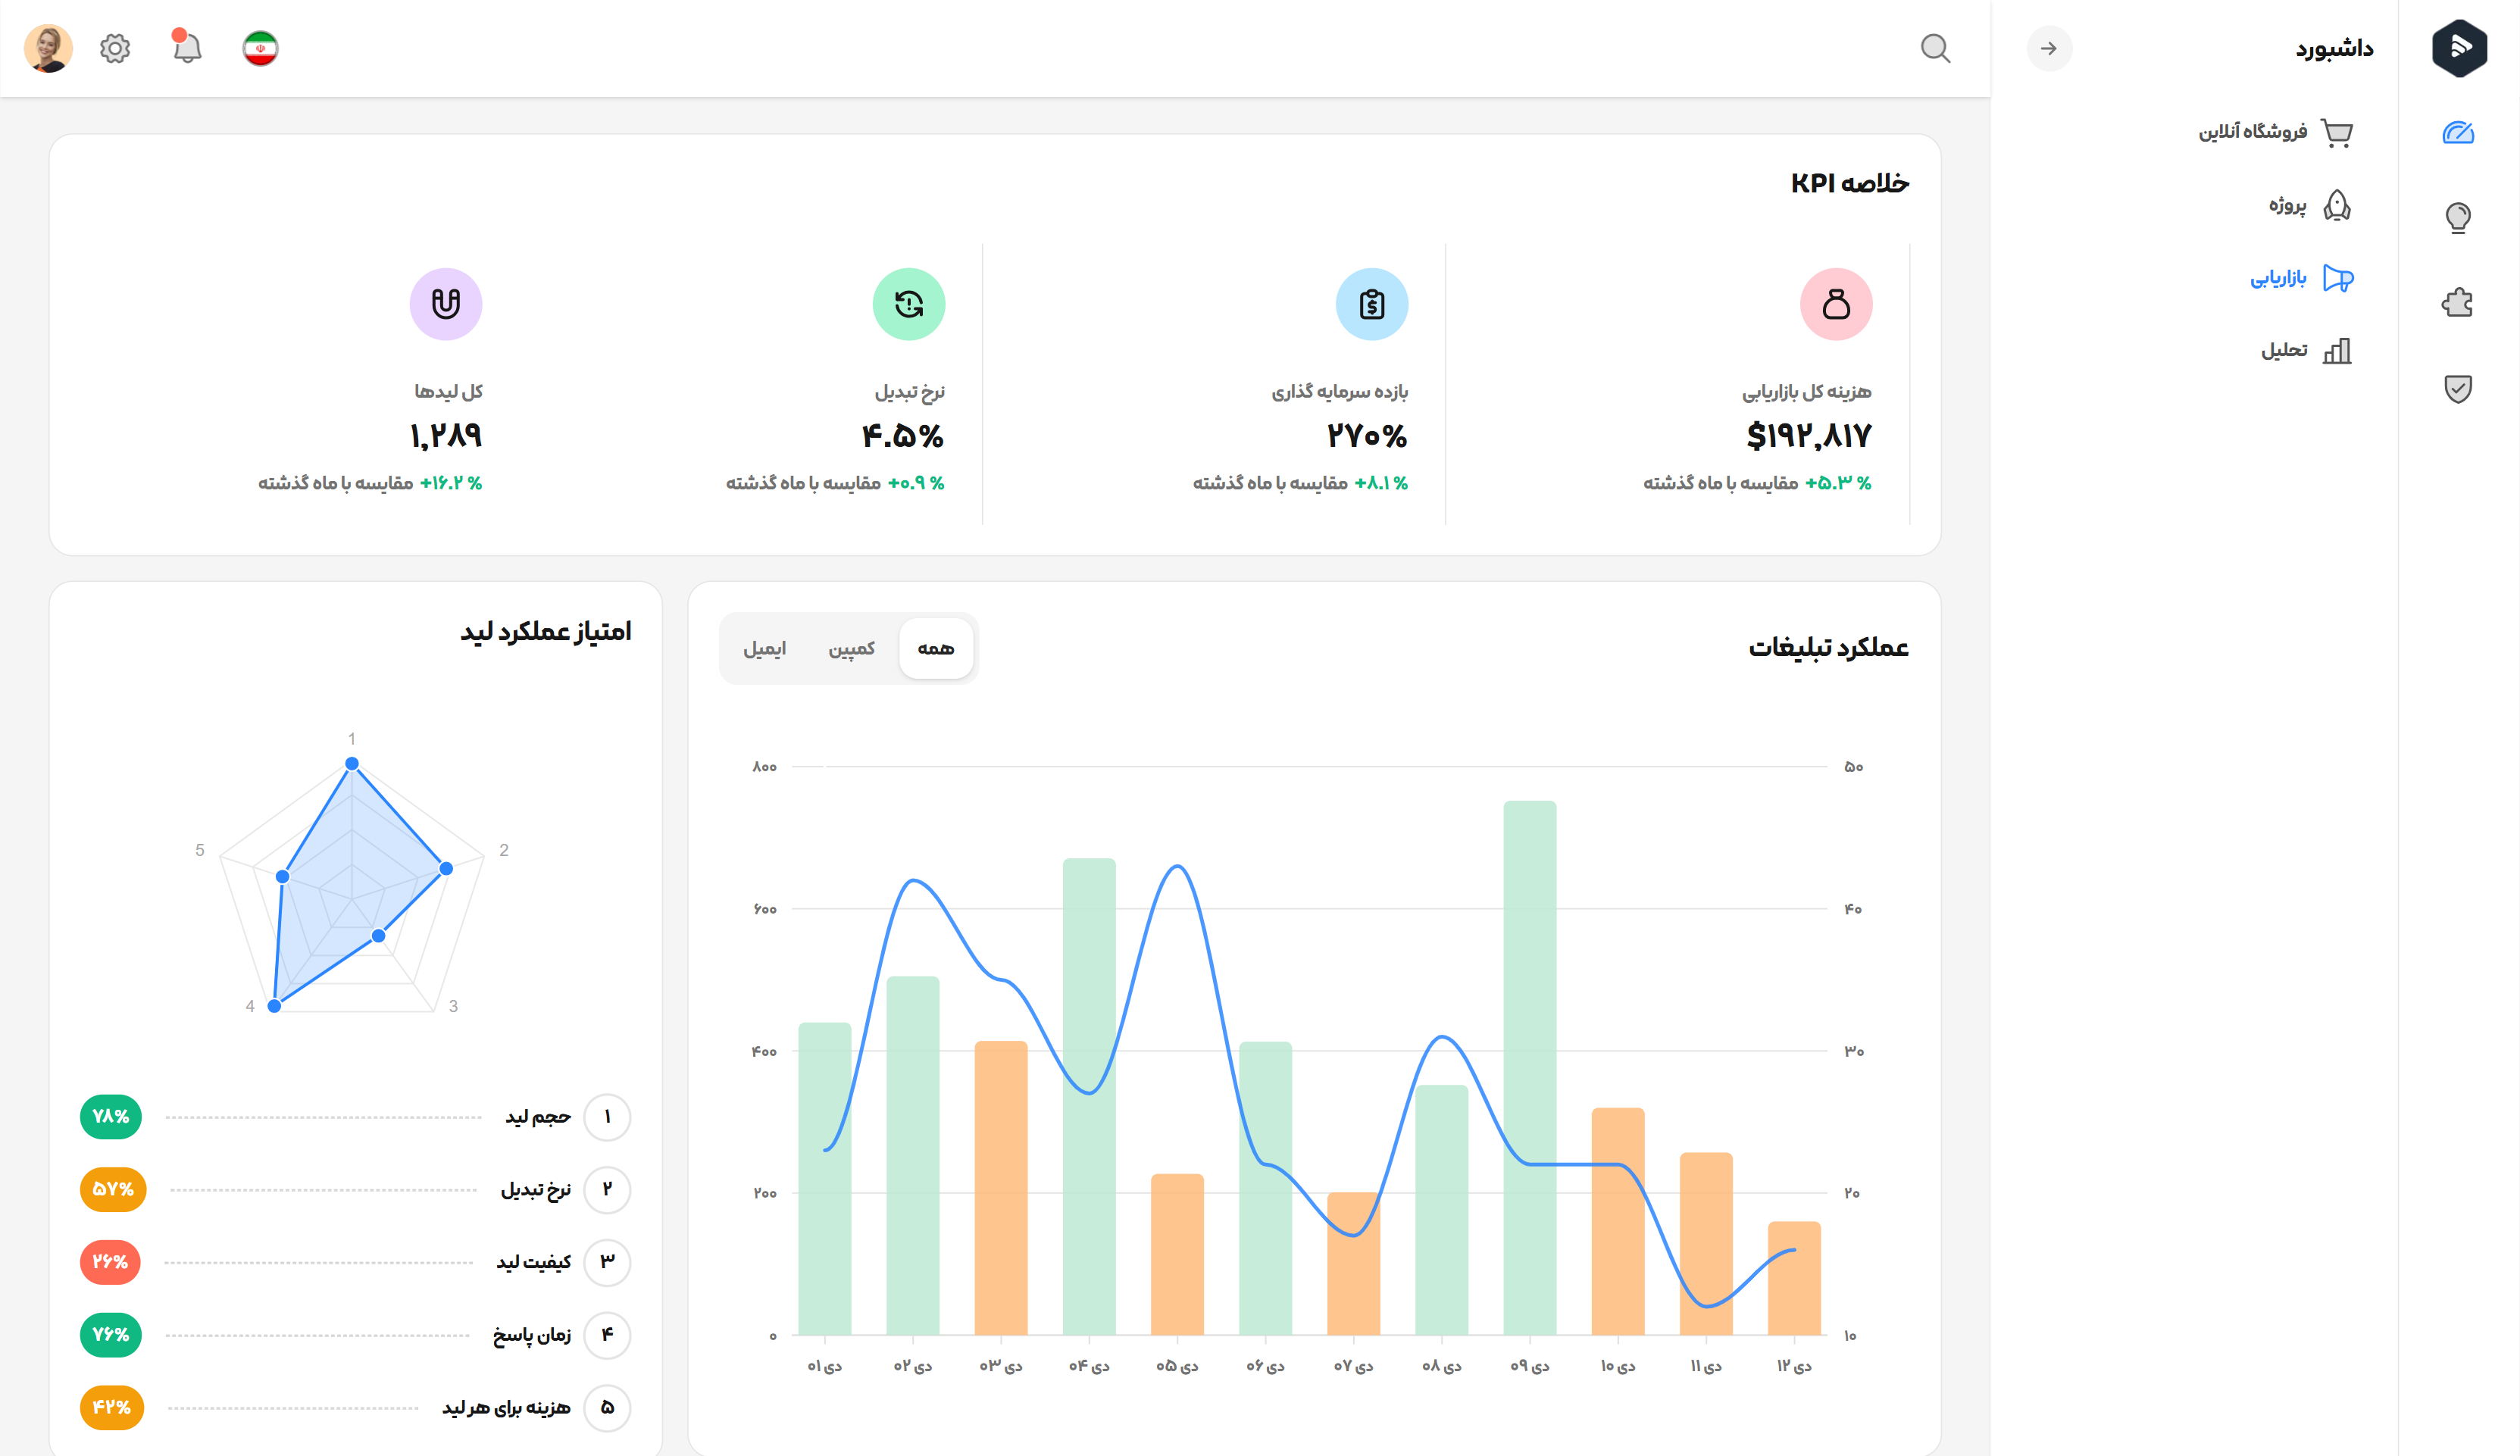 داشبورد
فروشگاه آنلاین
پروژه
بازاریابی
تحلیل
خلاصه KPI
هزینه کل بازاریابی
$۱۹۲,۸۱۷
+۵.۳ % مقایسه با ماه گذشته
بازده سرمایه گذاری
۲۷۰%
+۸.۱ % مقایسه با ماه گذشته
نرخ تبدیل
۴.۵%
+۰.۹ % مقایسه با ماه گذشته
کل لیدها
۱,۲۸۹
+۱۶.۲ % مقایسه با ماه گذشته
عملکرد تبلیغات
همه
کمپین
ایمیل
۵۰
۴۰
۳۰
۲۰
۱۰
۸۰۰
۶۰۰
۴۰۰
۲۰۰
۰
۰۱ دی
۰۲ دی
۰۳ دی
۰۴ دی
۰۵ دی
۰۶ دی
۰۷ دی
۰۸ دی
۰۹ دی
۱۰ دی
۱۱ دی
۱۲ دی
امتیاز عملکرد لید
1
2
3
4
5
۱ حجم لید ۷۸%
۲ نرخ تبدیل ۵۷%
۳ کیفیت لید ۲۶%
۴ زمان پاسخ ۷۶%
۵ هزینه برای هر لید ۴۲%